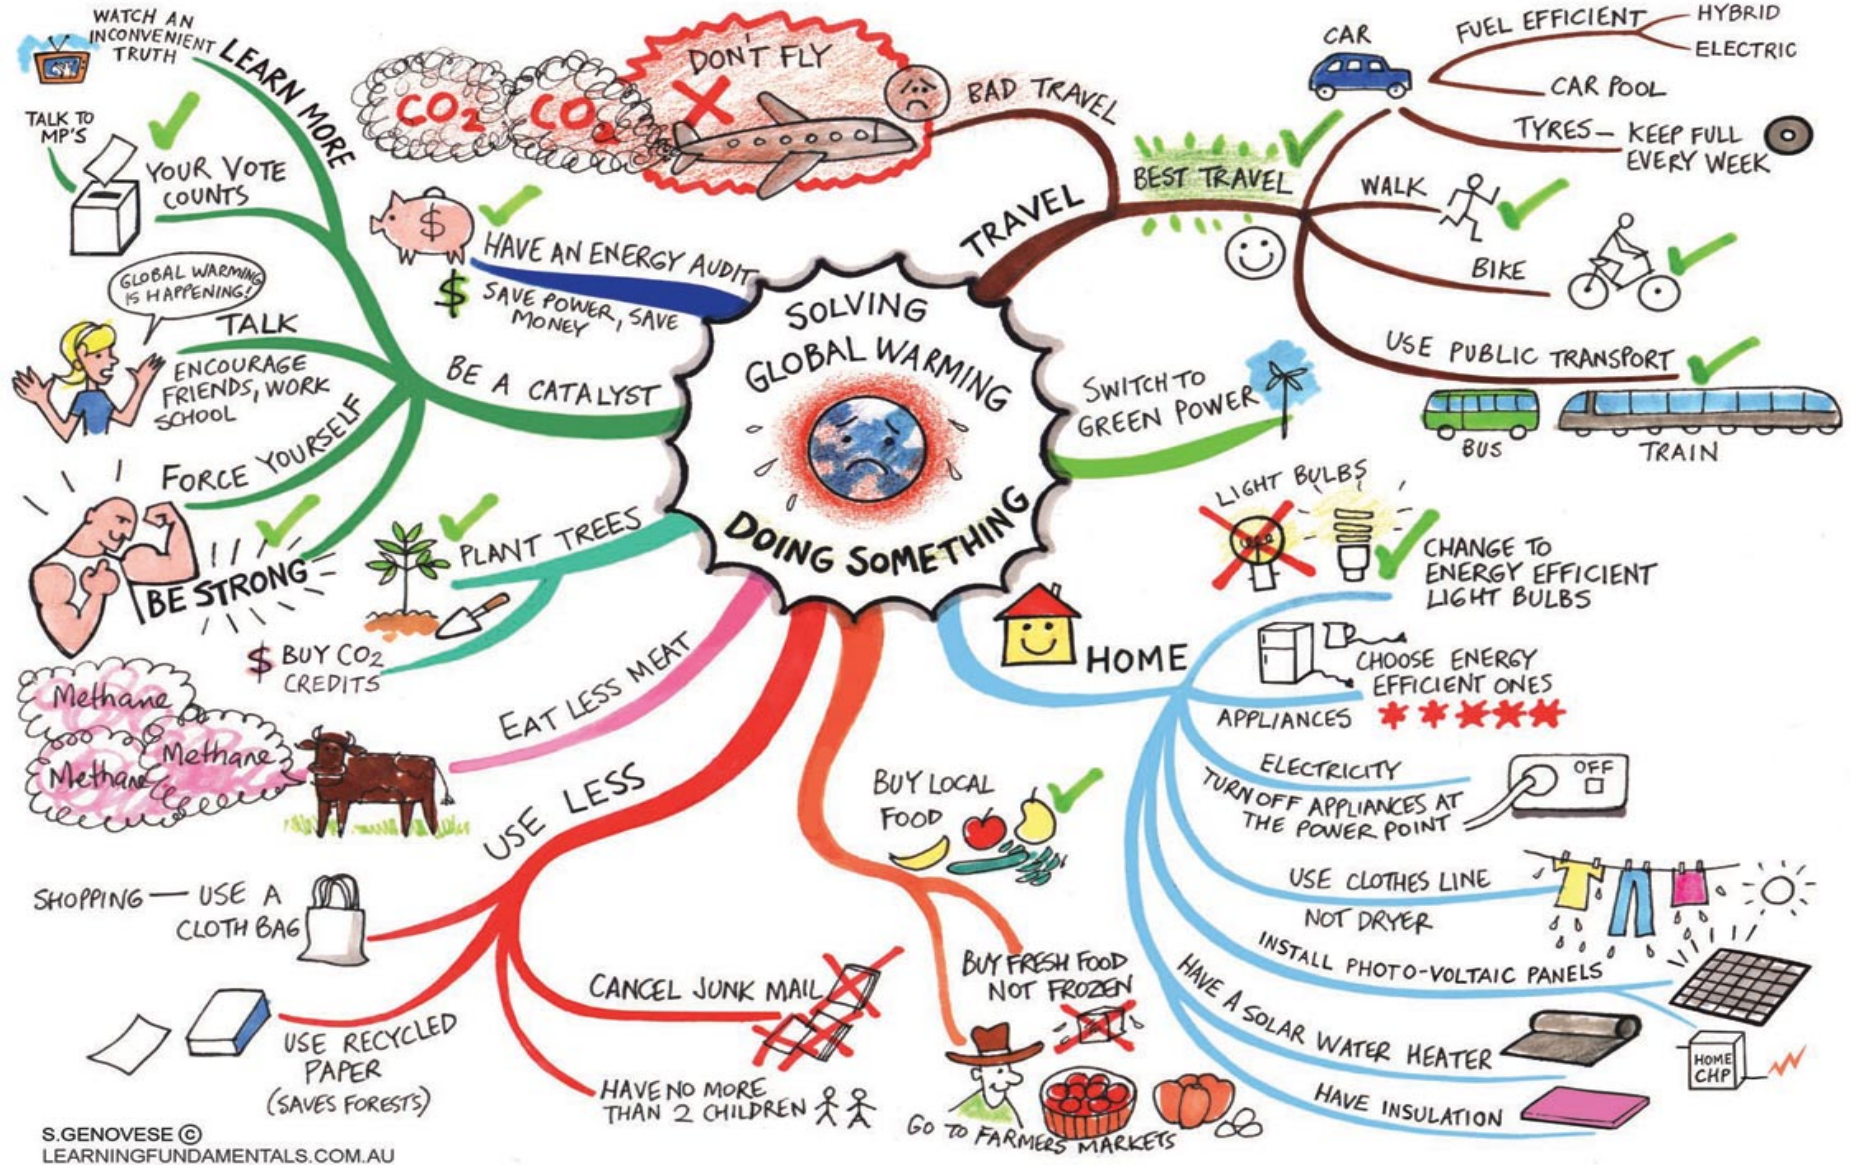 SOLVING
GLOBAL WARMING
DOING SOMETHING
WATCH AN
INCONVENIENT
TRUTH
LEARN MORE
TALK TO
MP'S
YOUR VOTE
COUNTS
GLOBAL WARMING
IS HAPPENING!
TALK
ENCOURAGE
FRIENDS, WORK
SCHOOL
FORCE YOURSELF
BE STRONG
BE A CATALYST
CO2
CO2
DON'T FLY
BAD TRAVEL
TRAVEL
BEST TRAVEL
CAR
FUEL EFFICIENT
HYBRID
ELECTRIC
CAR POOL
TYRES — KEEP FULL
EVERY WEEK
WALK
BIKE
USE PUBLIC TRANSPORT
BUS
TRAIN
$
HAVE AN ENERGY AUDIT
$ SAVE POWER, SAVE
MONEY
SWITCH TO
GREEN POWER
LIGHT BULBS
CHANGE TO
ENERGY EFFICIENT
LIGHT BULBS
HOME
CHOOSE ENERGY
EFFICIENT ONES
APPLIANCES
ELECTRICITY
TURN OFF APPLIANCES AT
THE POWER POINT
OFF
USE CLOTHES LINE
NOT DRYER
INSTALL PHOTO-VOLTAIC PANELS
HOME
CHP
HAVE A SOLAR WATER HEATER
HAVE INSULATION
PLANT TREES
$ BUY CO2
CREDITS
EAT LESS MEAT
Methane
Methane
Methane
USE LESS
SHOPPING — USE A
CLOTH BAG
USE RECYCLED
PAPER
(SAVES FORESTS)
CANCEL JUNK MAIL
HAVE NO MORE
THAN 2 CHILDREN
BUY LOCAL
FOOD
BUY FRESH FOOD
NOT FROZEN
GO TO FARMERS MARKETS
S.GENOVESE ©
LEARNINGFUNDAMENTALS.COM.AU